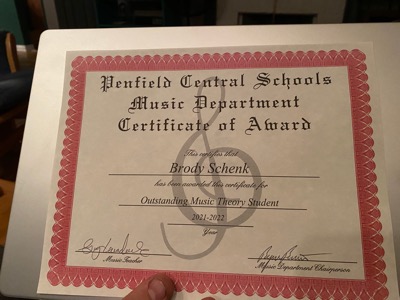 Penfield Central Schools
Music Department
Certificate of Award
This certifies that
Brody Schenk
has been awarded this certificate for
Outstanding Music Theory Student
2021-2022
Year
Music Teacher
Music Department Chairperson